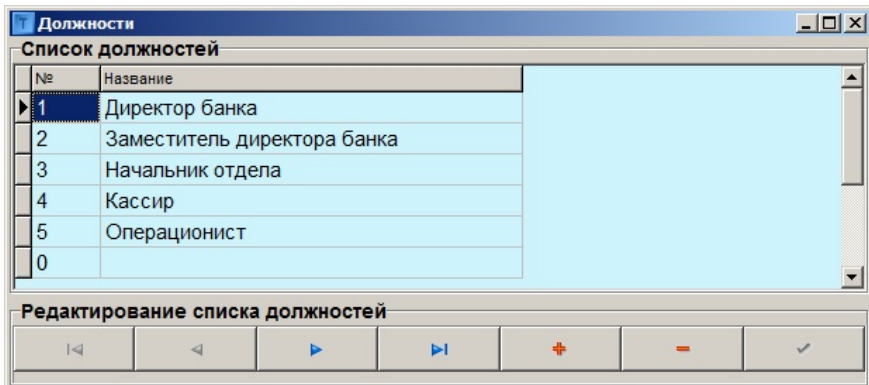 Должности
Список должностей
№ Название
1 Директор банка
2 Заместитель директора банка
3 Начальник отдела
4 Кассир
5 Операционист
0
Редактирование списка должностей